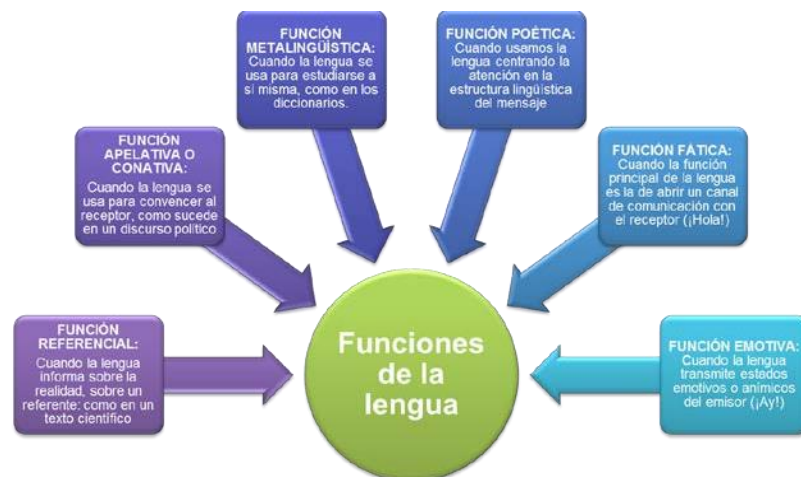 FUNCIÓN
METALINGÜÍSTICA:
Cuando la lengua se
usa para estudiarse a
si misma, como en los
diccionarios.
FUNCIÓN POÉTICA:
Cuando usamos la
lengua centrando la
atención en la
estructura lingüística
del mensaje
FUNCIÓN
APELATIVA O
CONATIVA:
Cuando la lengua se
usa para convencer al
receptor, como sucede
en un discurso político
FUNCIÓN FÁTICA:
Cuando la función
principal de la lengua
es la de abrir un canal
de comunicación con
el receptor (¡Hola!)
FUNCIÓN
REFERENCIAL:
Cuando la lengua
informa sobre la
realidad, sobre un
referente: como en un
texto científico
Funciones
de la
lengua
FUNCIÓN EMOTIVA:
Cuando la lengua
transmite estados
emotivos o anímicos
del emisor (¡Ay!)